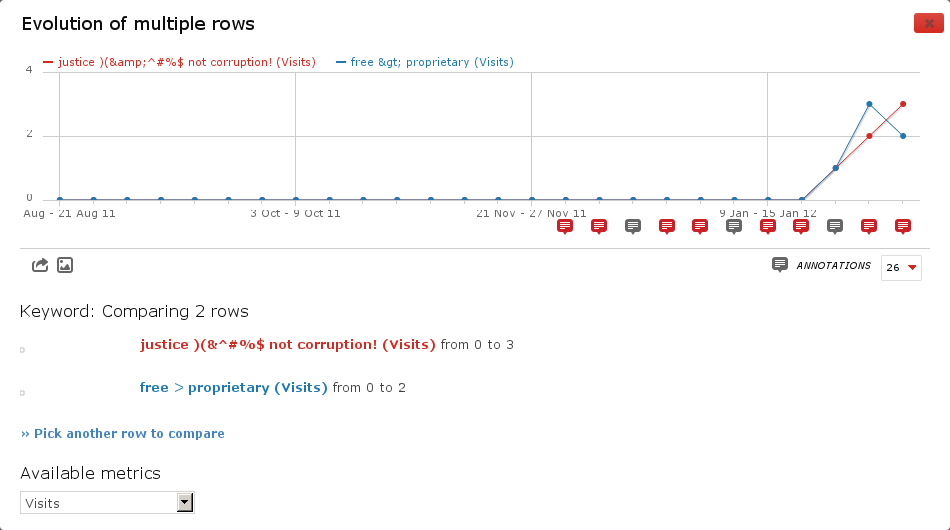 Evolution of multiple rows
justice )(&amp;^#%$ not corruption! (Visits) free &gt; proprietary (Visits)
4
2
0
Aug - 21 Aug 11 3 Oct - 9 Oct 11 21 Nov - 27 Nov 11 9 Jan - 15 Jan 12
ANNOTATIONS 26
Keyword: Comparing 2 rows
justice )(&^#%$ not corruption! (Visits) from 0 to 3
free > proprietary (Visits) from 0 to 2
» Pick another row to compare
Available metrics
Visits